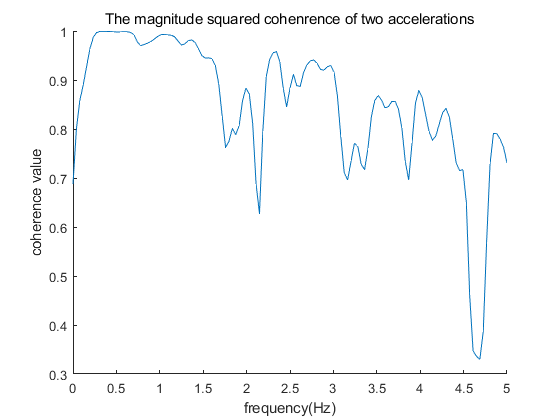 The magnitude squared cohenrence of two accelerations
1
0.9
0.8
0.7
0.6
0.5
0.4
0.3
coherence value
0 0.5 1 1.5 2 2.5 3 3.5 4 4.5 5
frequency(Hz)